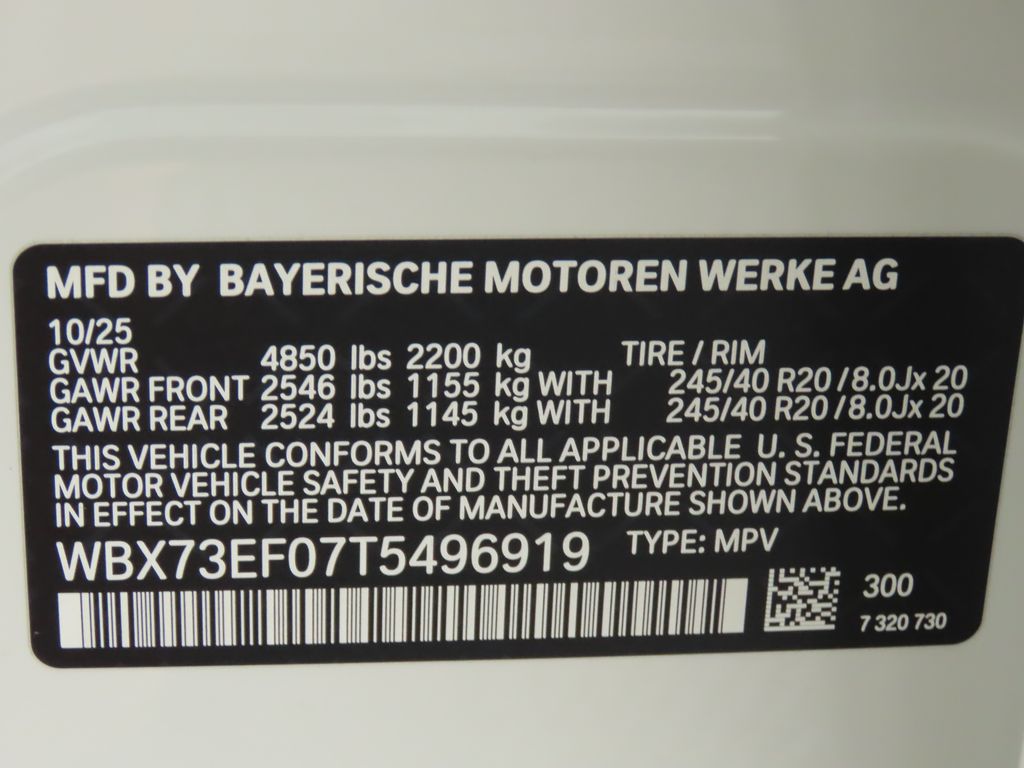 MFD BY BAYERISCHE MOTOREN WERKE AG
10/25
GVWR 4850 lbs 2200 kg TIRE / RIM
GAWR FRONT 2546 lbs 1155 kg WITH 245/40 R20 / 8.0Jx 20
GAWR REAR 2524 lbs 1145 kg WITH 245/40 R20 / 8.0Jx 20
THIS VEHICLE CONFORMS TO ALL APPLICABLE U. S. FEDERAL
MOTOR VEHICLE SAFETY AND THEFT PREVENTION STANDARDS
IN EFFECT ON THE DATE OF MANUFACTURE SHOWN ABOVE.
WBX73EF07T5496919 TYPE: MPV
300
7 320 730